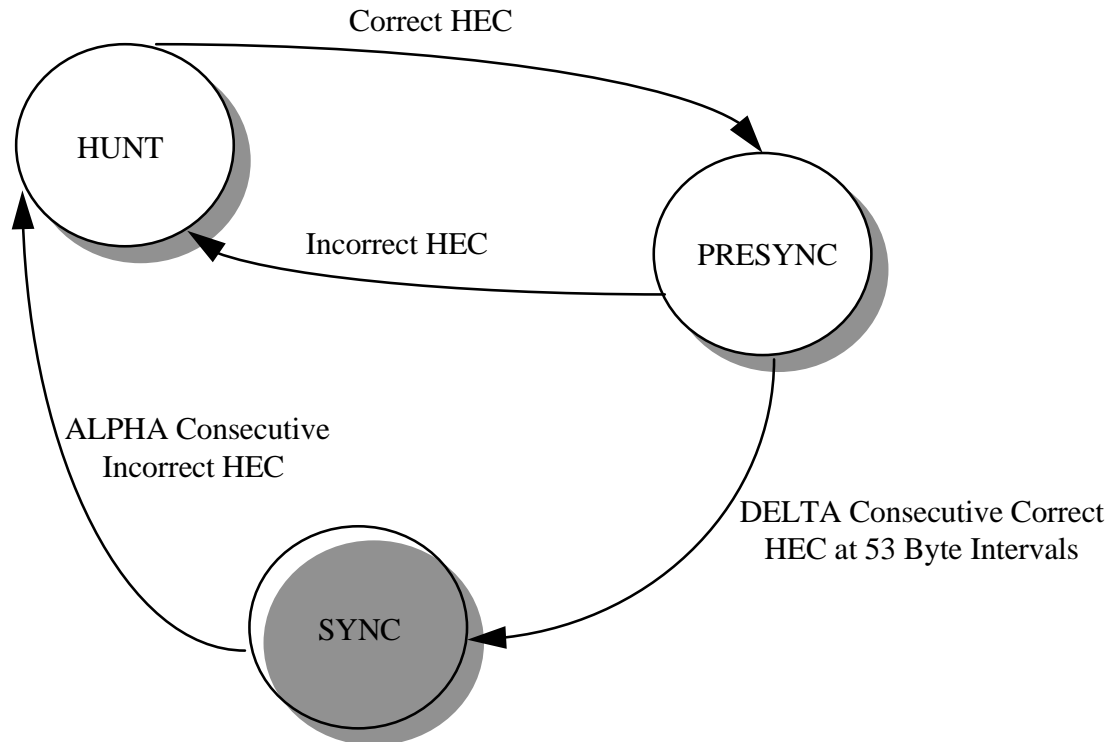 Correct HEC
HUNT
Incorrect HEC
PRESYNC
ALPHA Consecutive
Incorrect HEC
DELTA Consecutive Correct
HEC at 53 Byte Intervals
SYNC